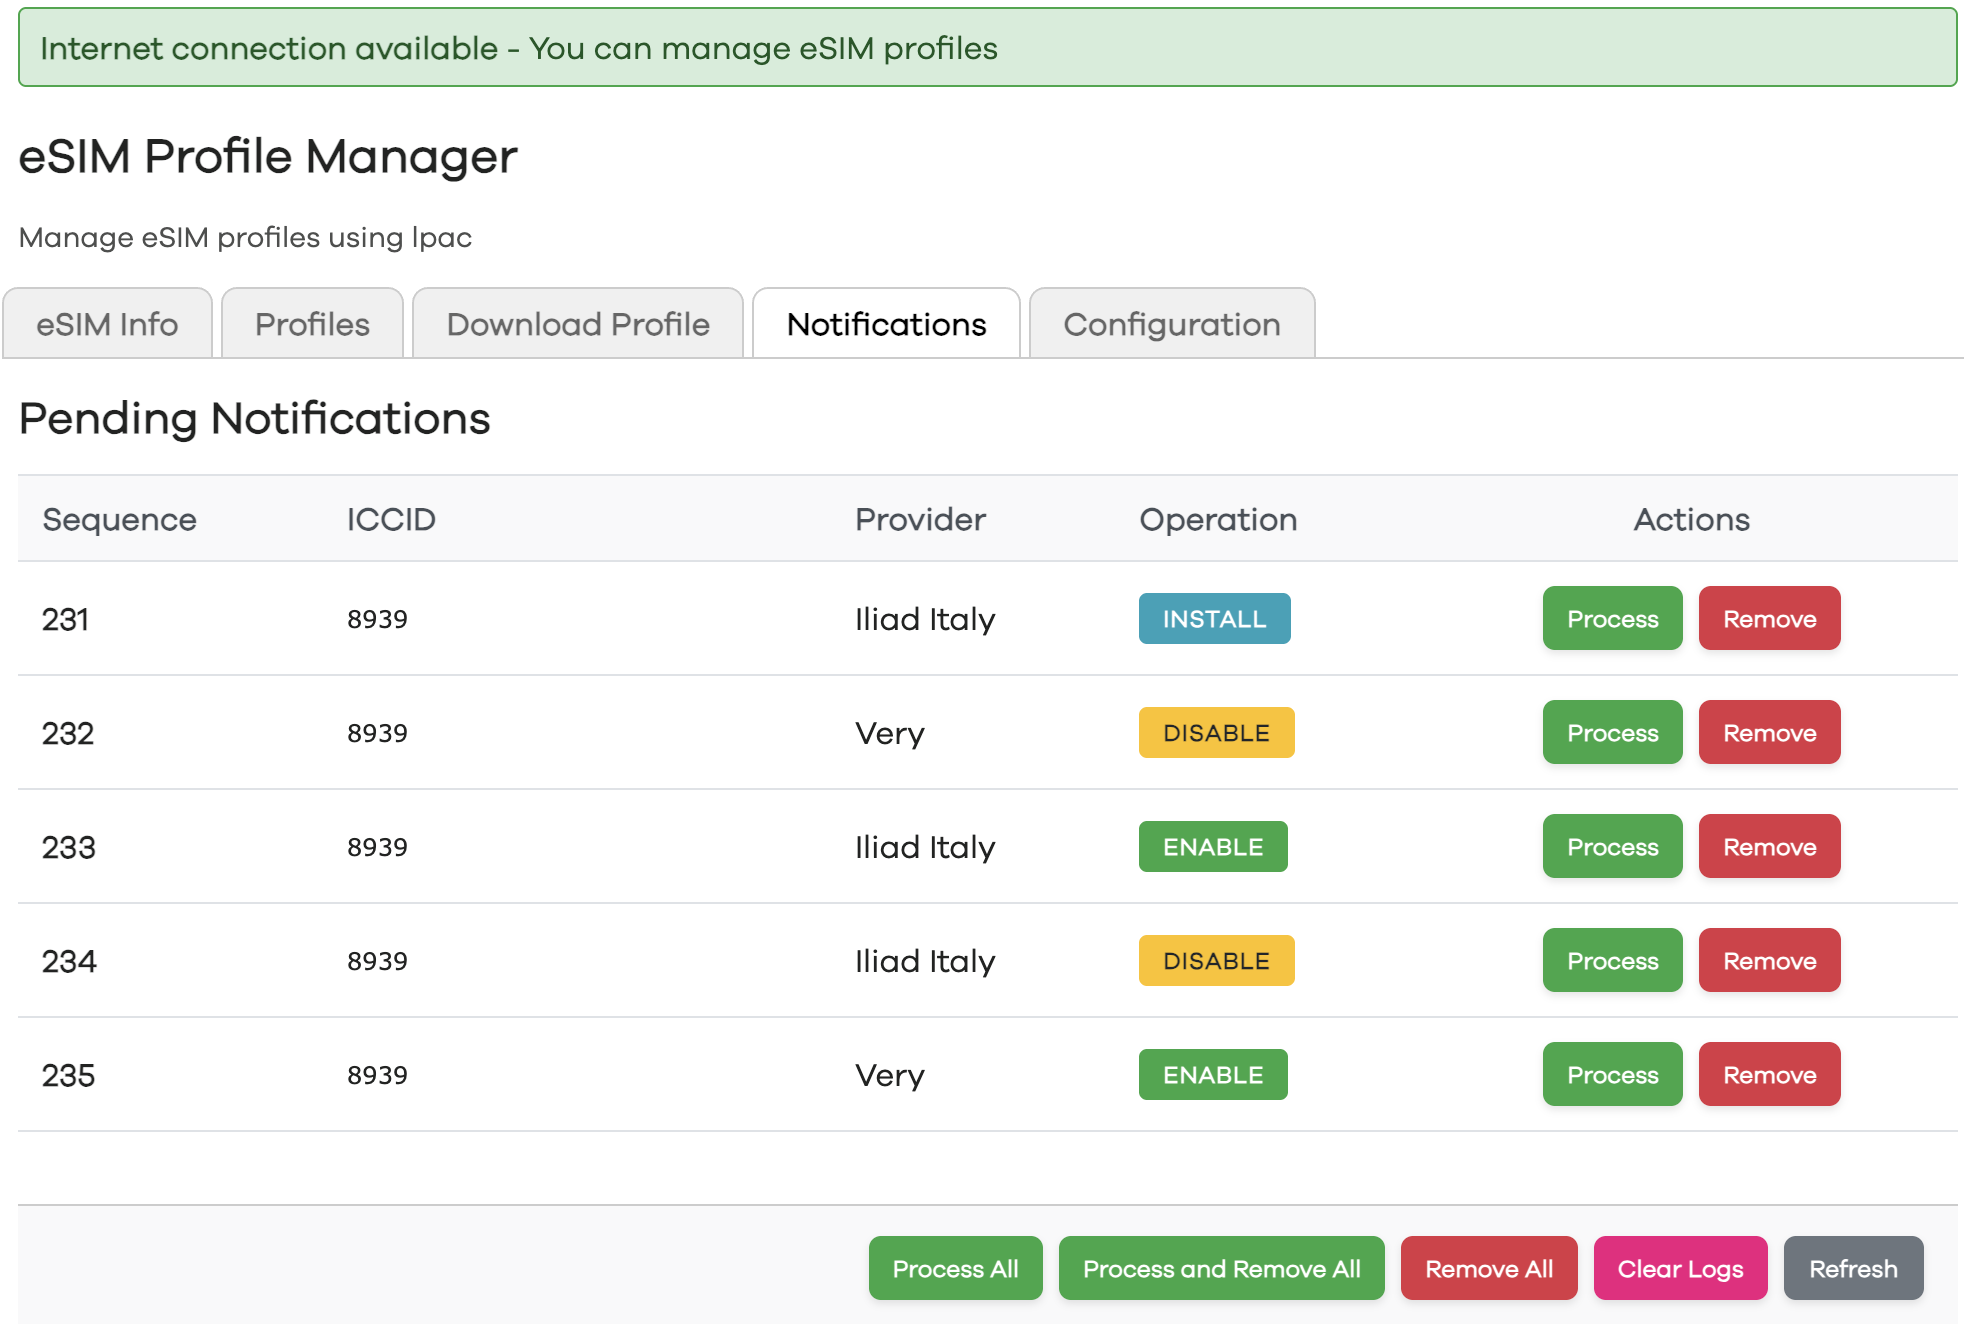 Internet connection available - You can manage eSIM profiles
eSIM Profile Manager
Manage eSIM profiles using lpac
eSIM Info Profiles Download Profile Notifications Configuration
Pending Notifications
Sequence ICCID Provider Operation Actions
231 8939 Iliad Italy INSTALL Process Remove
232 8939 Very DISABLE Process Remove
233 8939 Iliad Italy ENABLE Process Remove
234 8939 Iliad Italy DISABLE Process Remove
235 8939 Very ENABLE Process Remove
Process All Process and Remove All Remove All Clear Logs Refresh